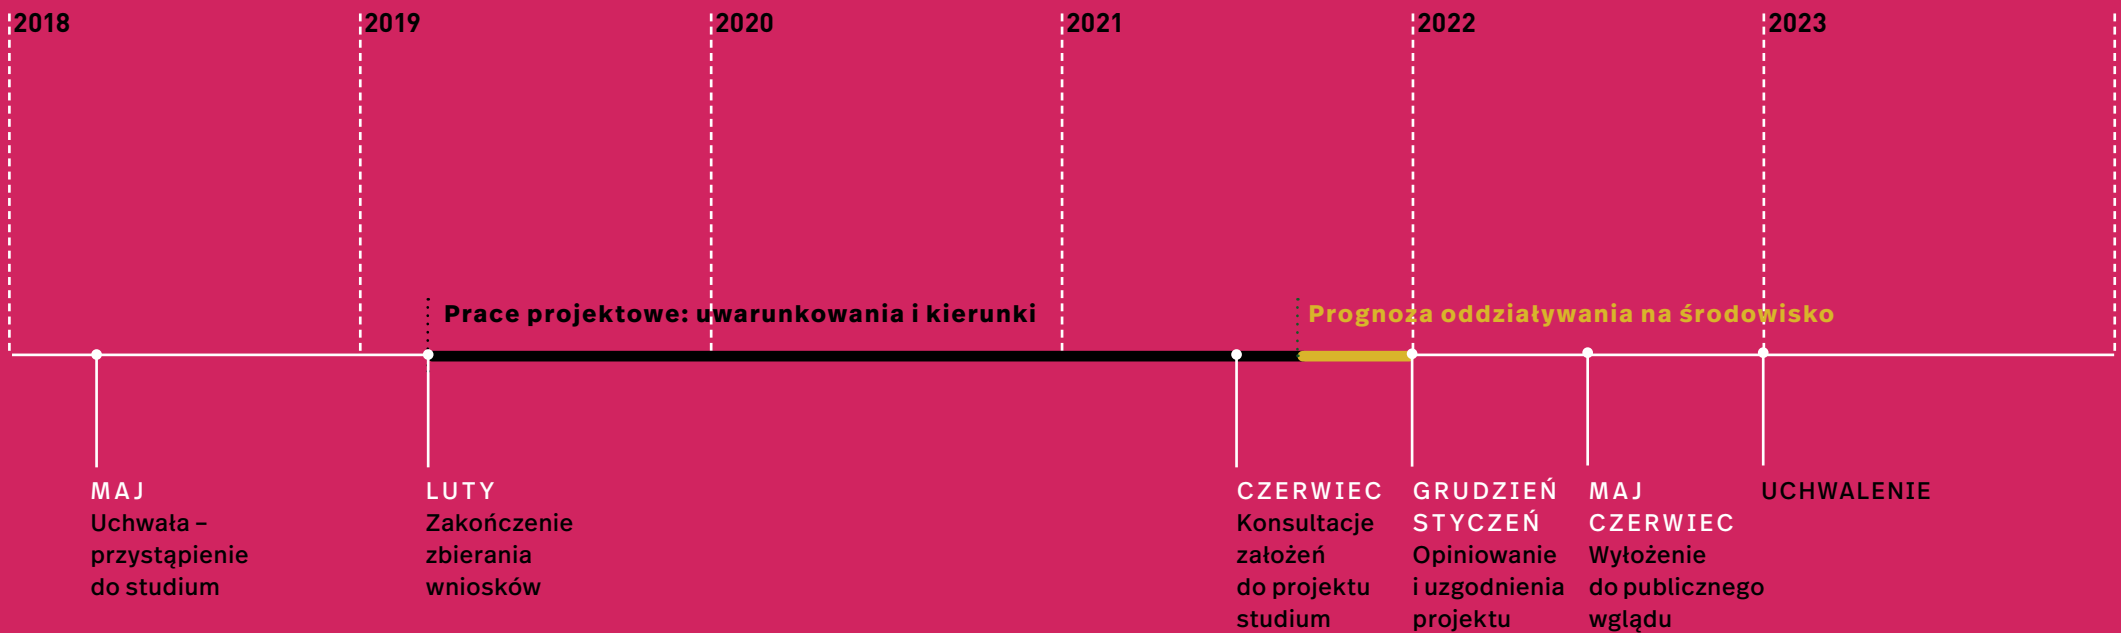 2018
2019
2020
2021
2022
2023
Prace projektowe: uwarunkowania i kierunki
Prognoza oddziaływania na środowisko
MAJ
Uchwała –
przystąpienie
do studium
LUTY
Zakończenie
zbierania
wniosków
CZERWIEC
Konsultacje
założeń
do projektu
studium
GRUDZIEŃ
STYCZEŃ
Opiniowanie
i uzgodnienia
projektu
MAJ
CZERWIEC
Wyłożenie
do publicznego
wglądu
UCHWALENIE